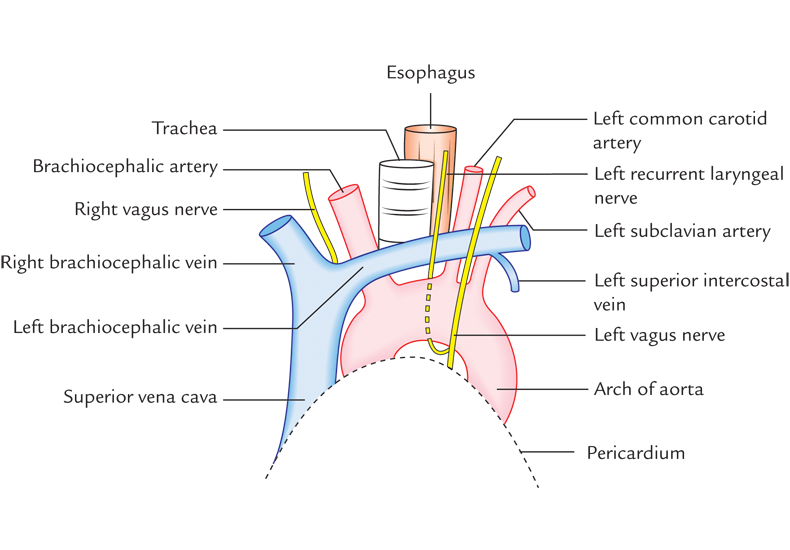 Esophagus
Trachea
Brachiocephalic artery
Right vagus nerve
Right brachiocephalic vein
Left brachiocephalic vein
Superior vena cava
Left common carotid
artery
Left recurrent laryngeal
nerve
Left subclavian artery
Left superior intercostal
vein
Left vagus nerve
Arch of aorta
Pericardium